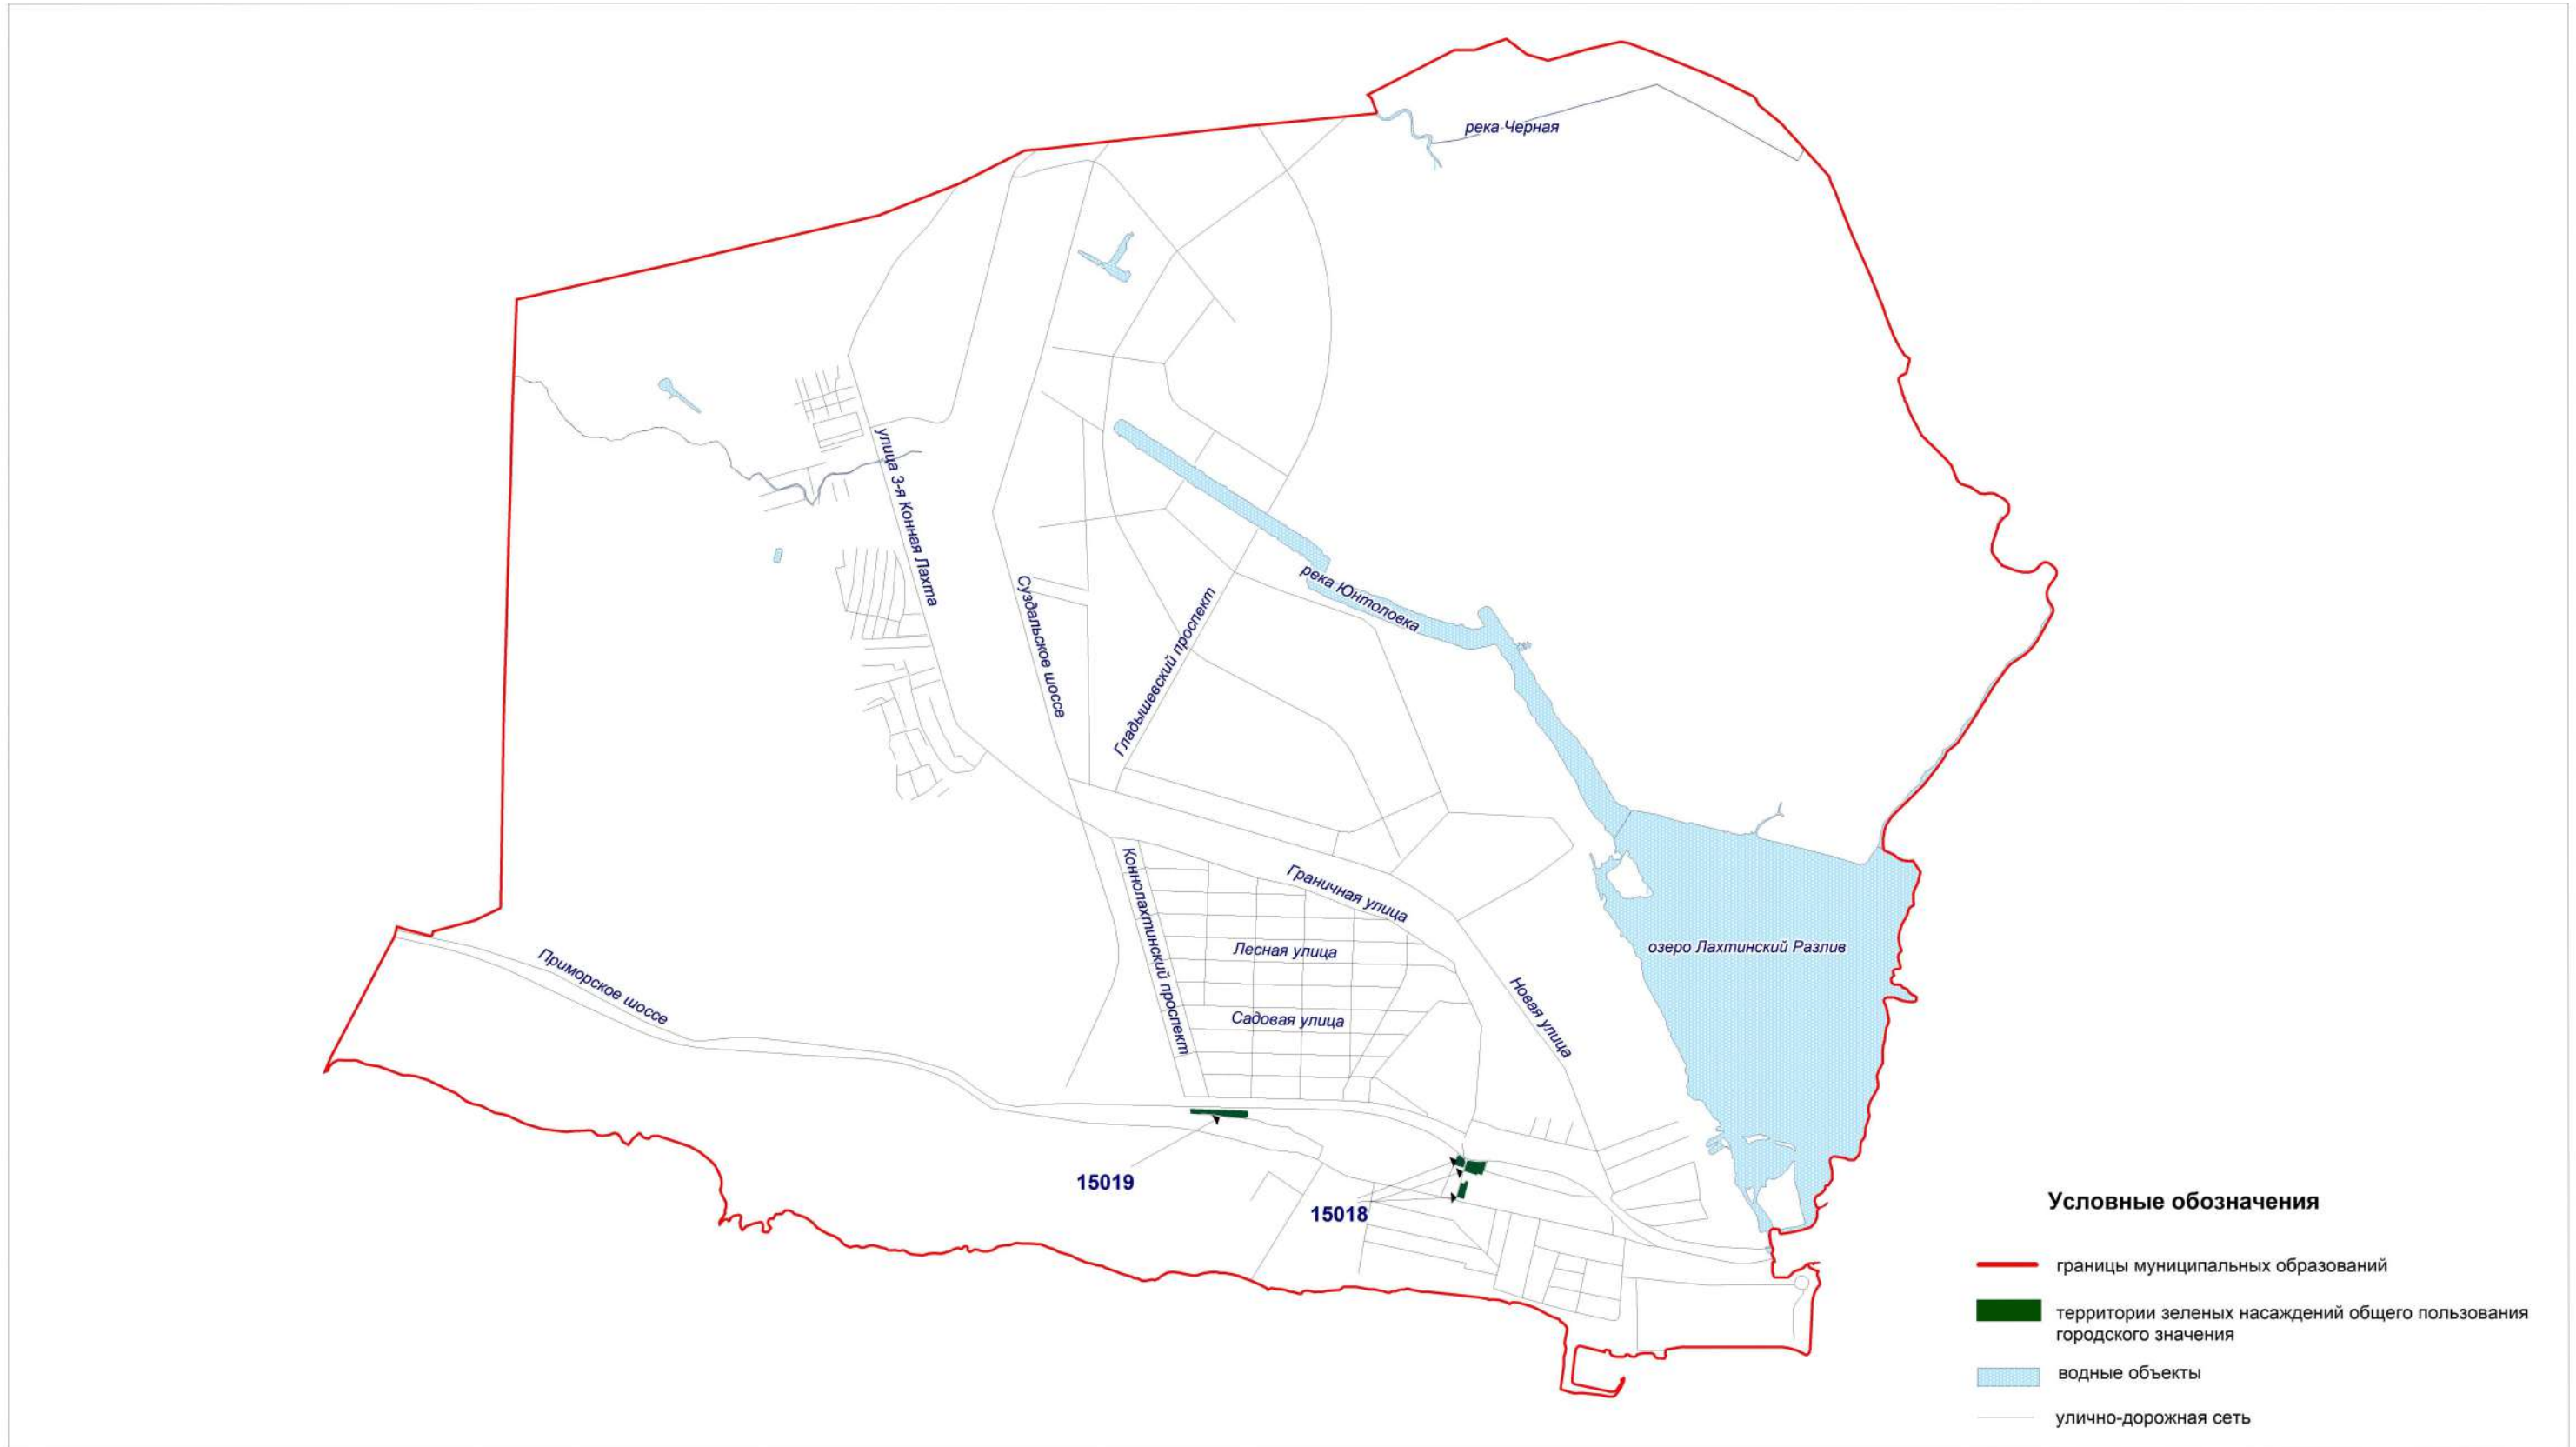 река Черная
улица 3-я Конная Лахта
Суздальское шоссе
Гладышевский проспект
река Юнтоловка
Коннолахтинский проспект
Граничная улица
Лесная улица
озеро Лахтинский Разлив
Приморское шоссе
Новая улица
Садовая улица
15019
15018
Условные обозначения
границы муниципальных образований
территории зеленых насаждений общего пользования
городского значения
водные объекты
улично-дорожная сеть